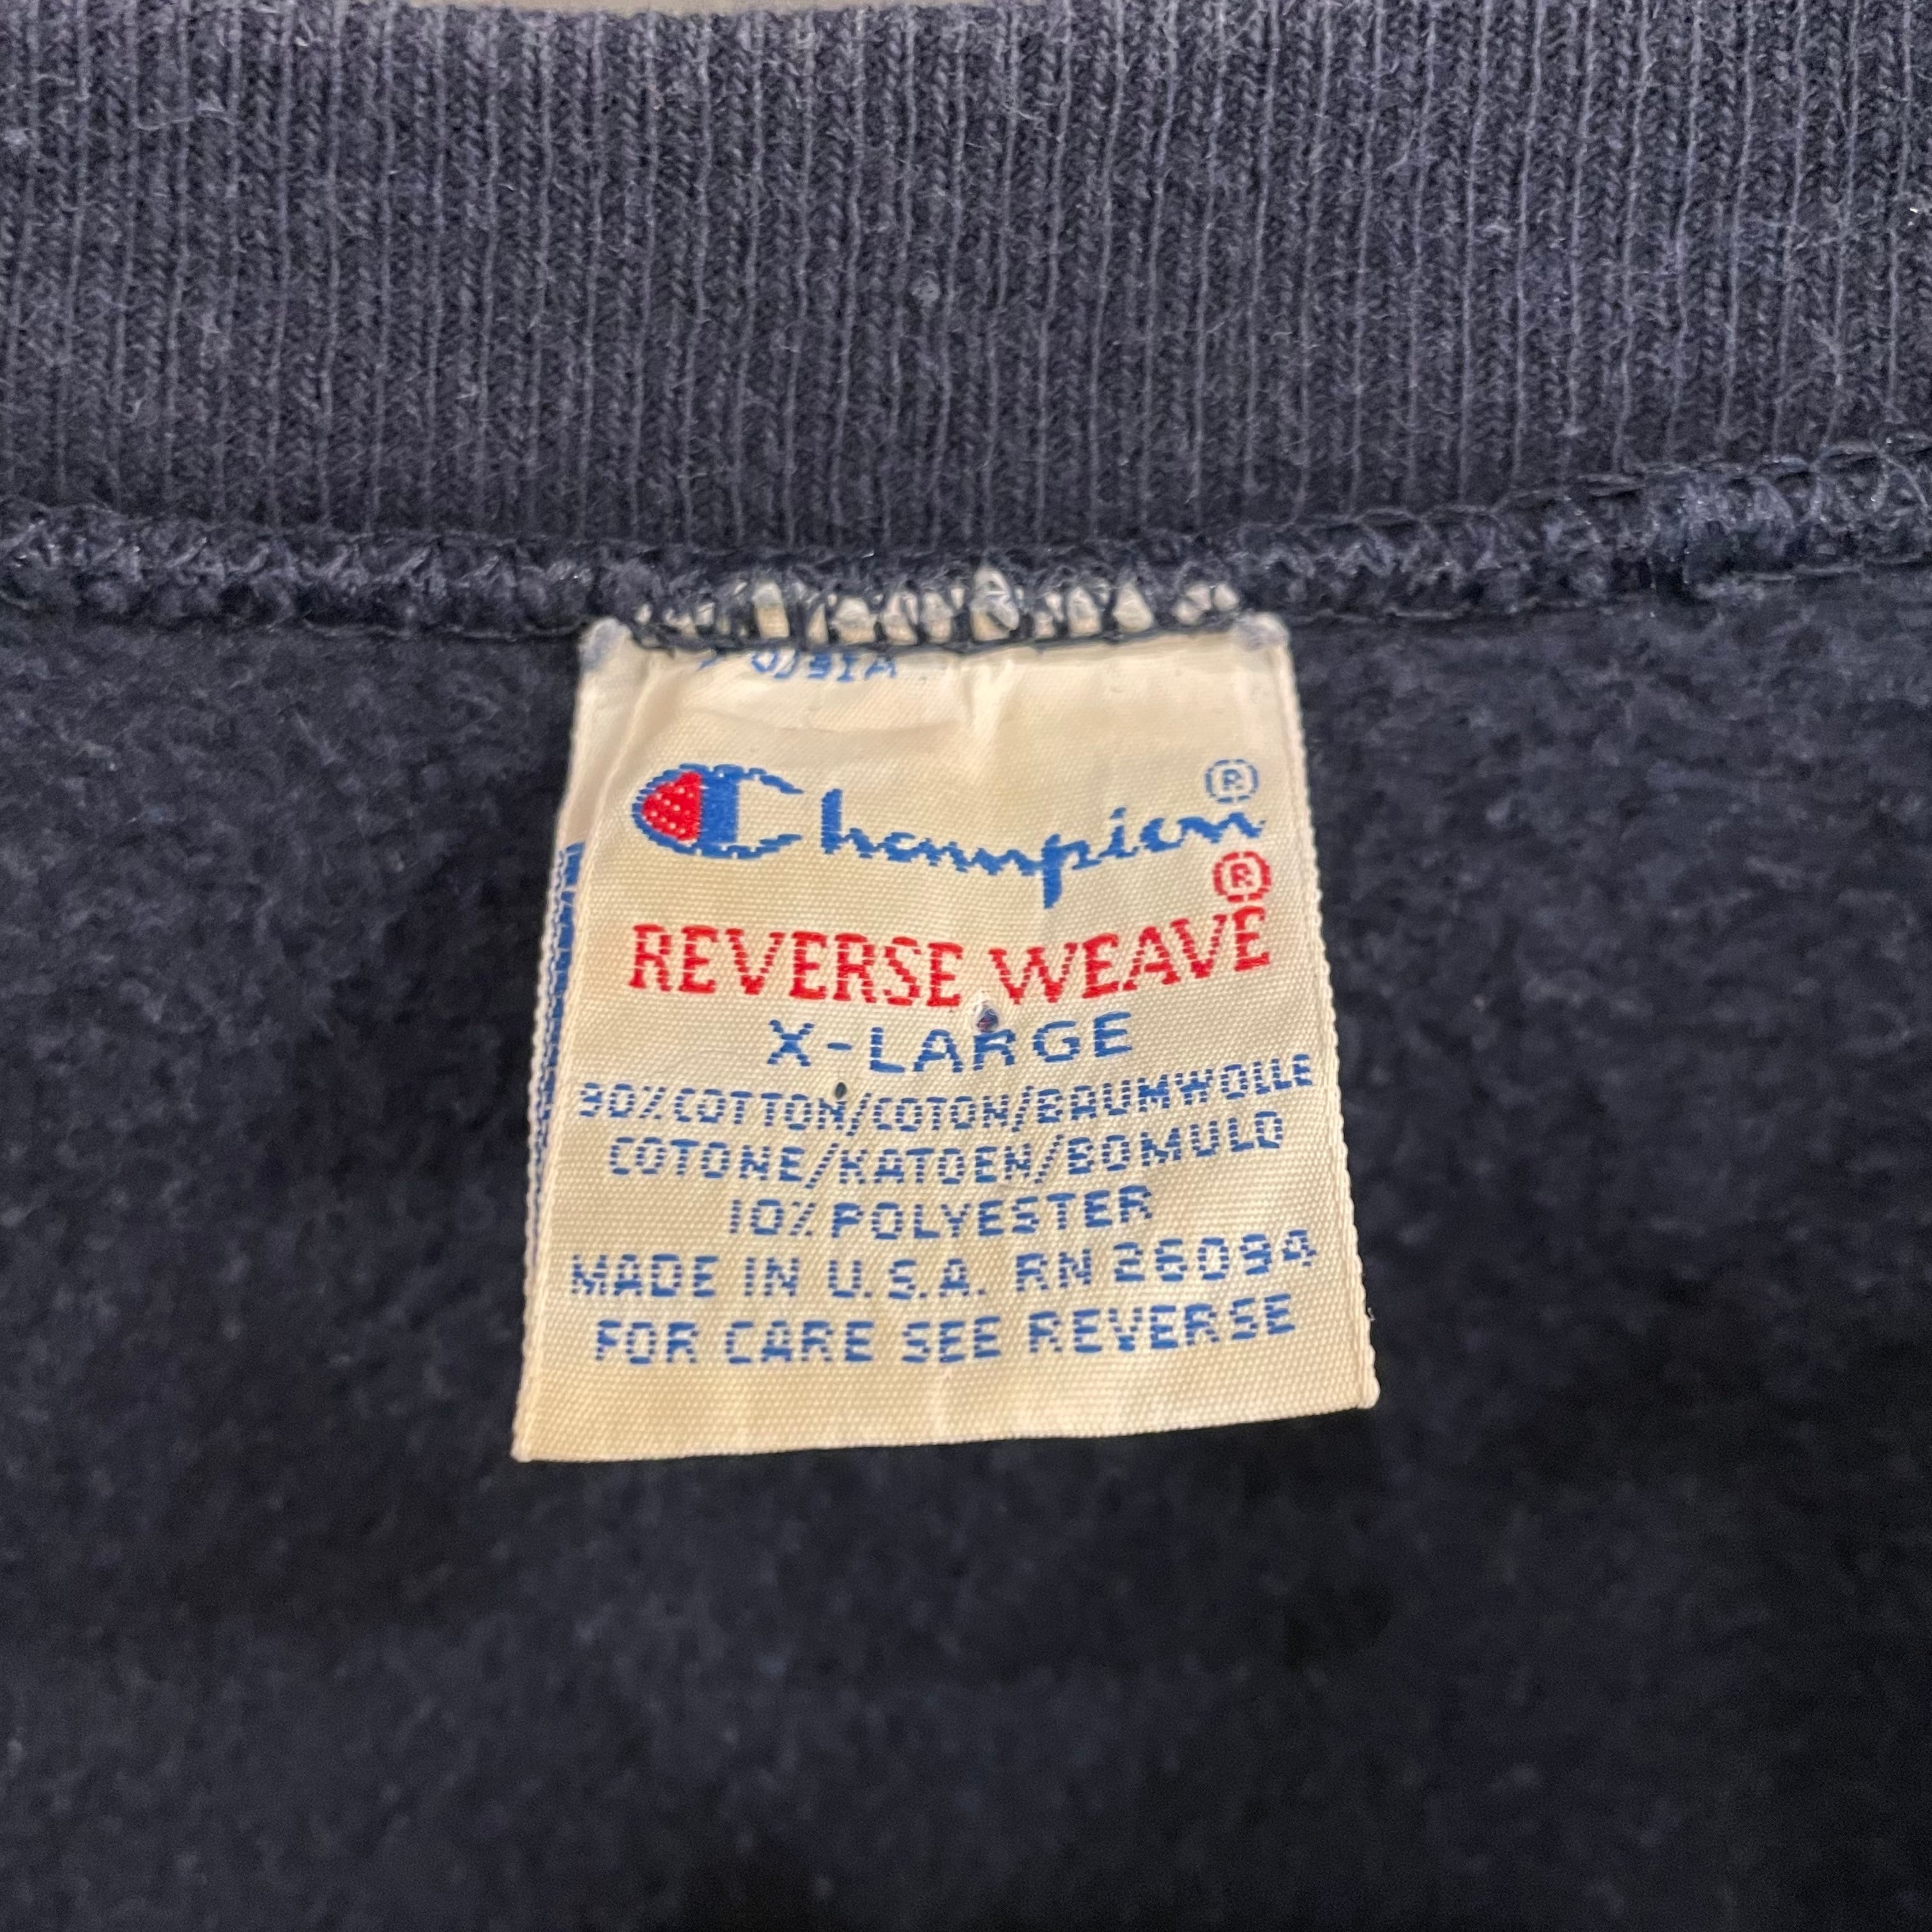 Champion®
REVERSE WEAVE®
X-LARGE
90%COTTON/COTON/BAUMWOLLE
COTONE/KATOEN/BOMULD
10% POLYESTER
MADE IN U.S.A. RN 26094
FOR CARE SEE REVERSE